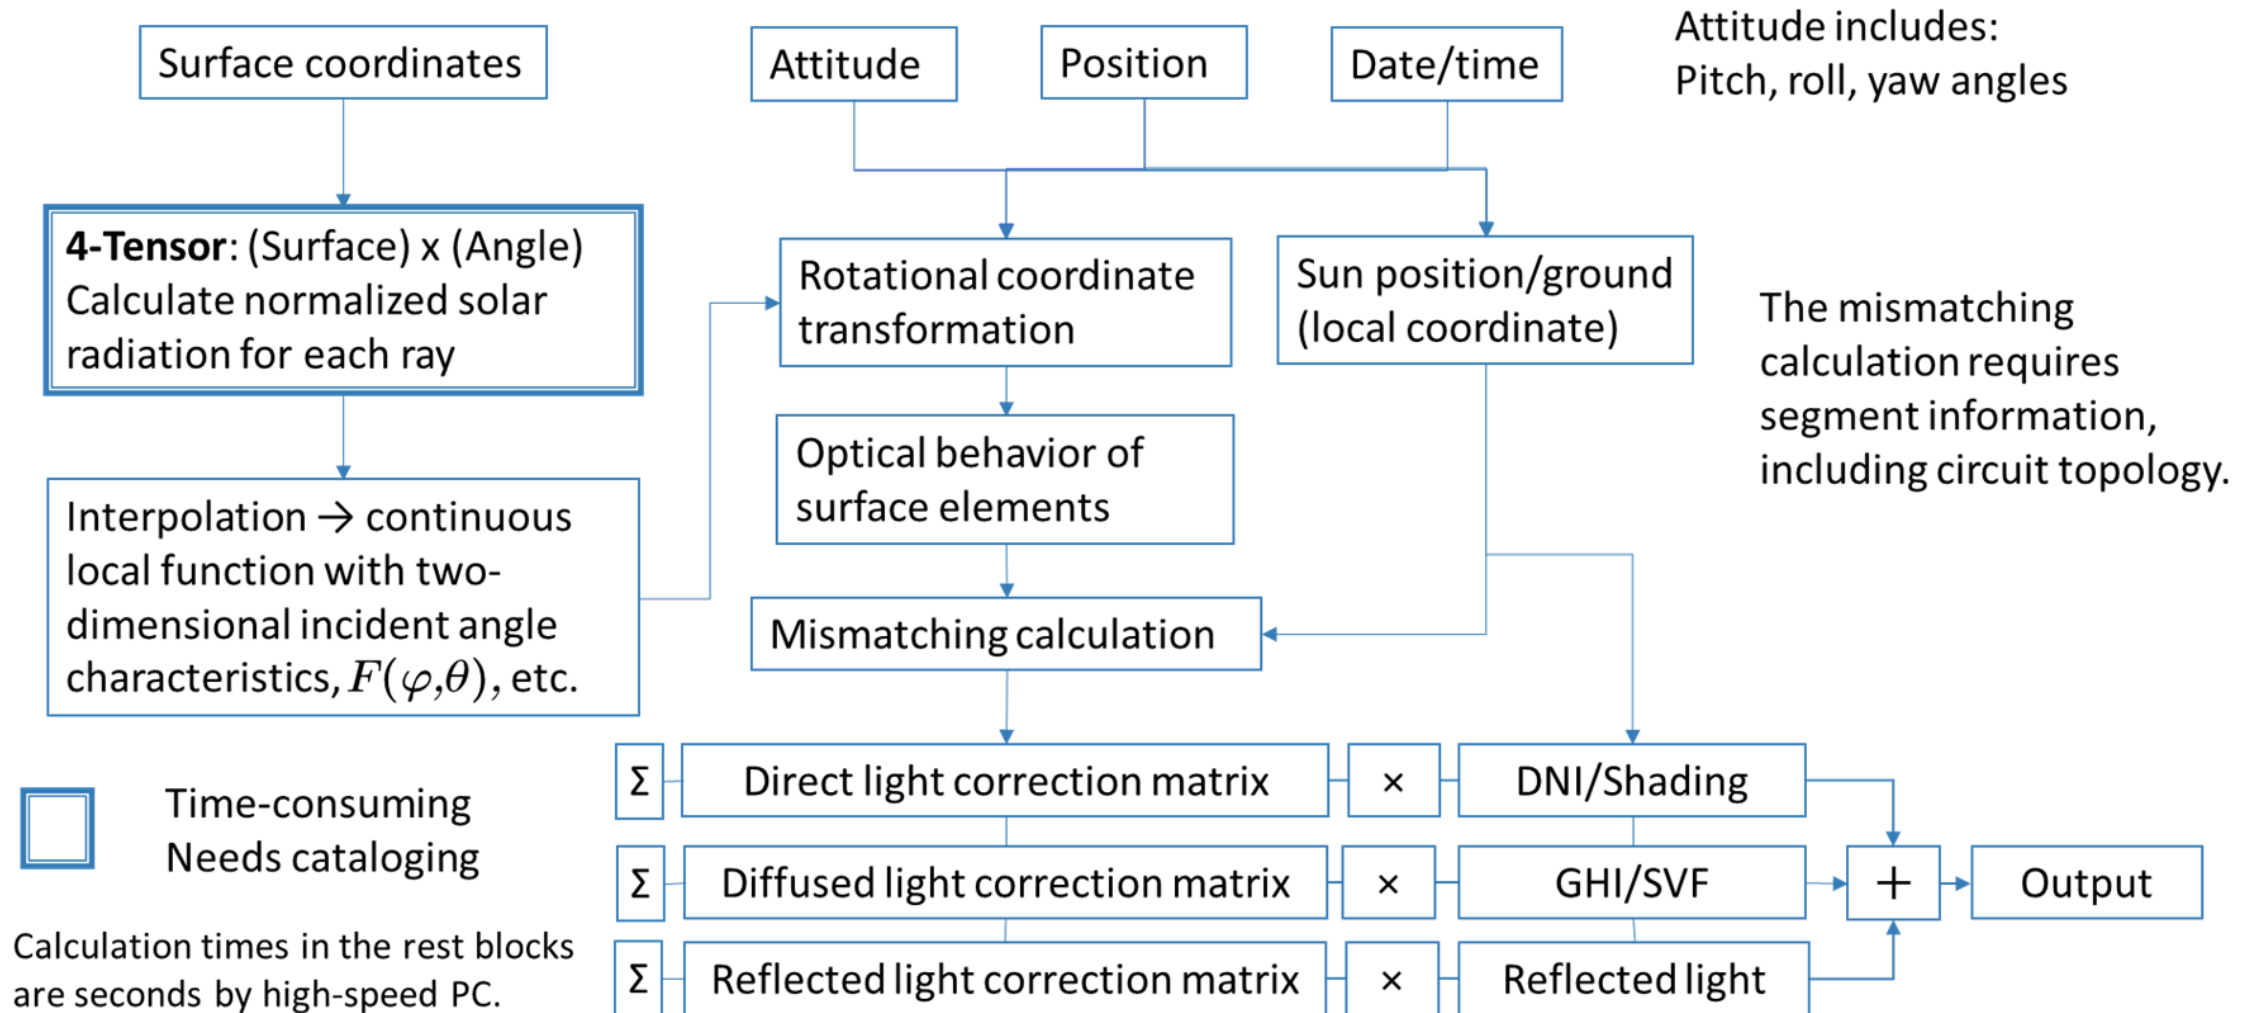 Surface coordinates
Attitude
Position
Date/time
Attitude includes:
Pitch, roll, yaw angles
4-Tensor: (Surface) x (Angle)
Calculate normalized solar
radiation for each ray
Rotational coordinate
transformation
Sun position/ground
(local coordinate)
The mismatching
calculation requires
segment information,
including circuit topology.
Optical behavior of
surface elements
Interpolation → continuous
local function with two-
dimensional incident angle
characteristics, F(φ,θ), etc.
Mismatching calculation
Σ Direct light correction matrix × DNI/Shading
Σ Diffused light correction matrix × GHI/SVF + Output
Σ Reflected light correction matrix × Reflected light
Time-consuming
Needs cataloging
Calculation times in the rest blocks
are seconds by high-speed PC.